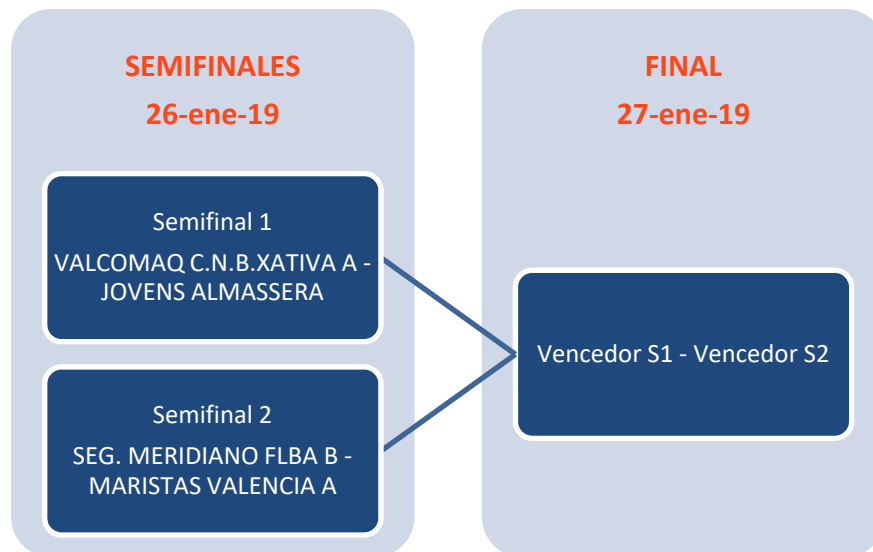 SEMIFINALES
26-ene-19
Semifinal 1
VALCOMAQ C.N.B.XATIVA A -
JOVENS ALMASSERA
Semifinal 2
SEG. MERIDIANO FLBA B -
MARISTAS VALENCIA A
FINAL
27-ene-19
Vencedor S1 - Vencedor S2